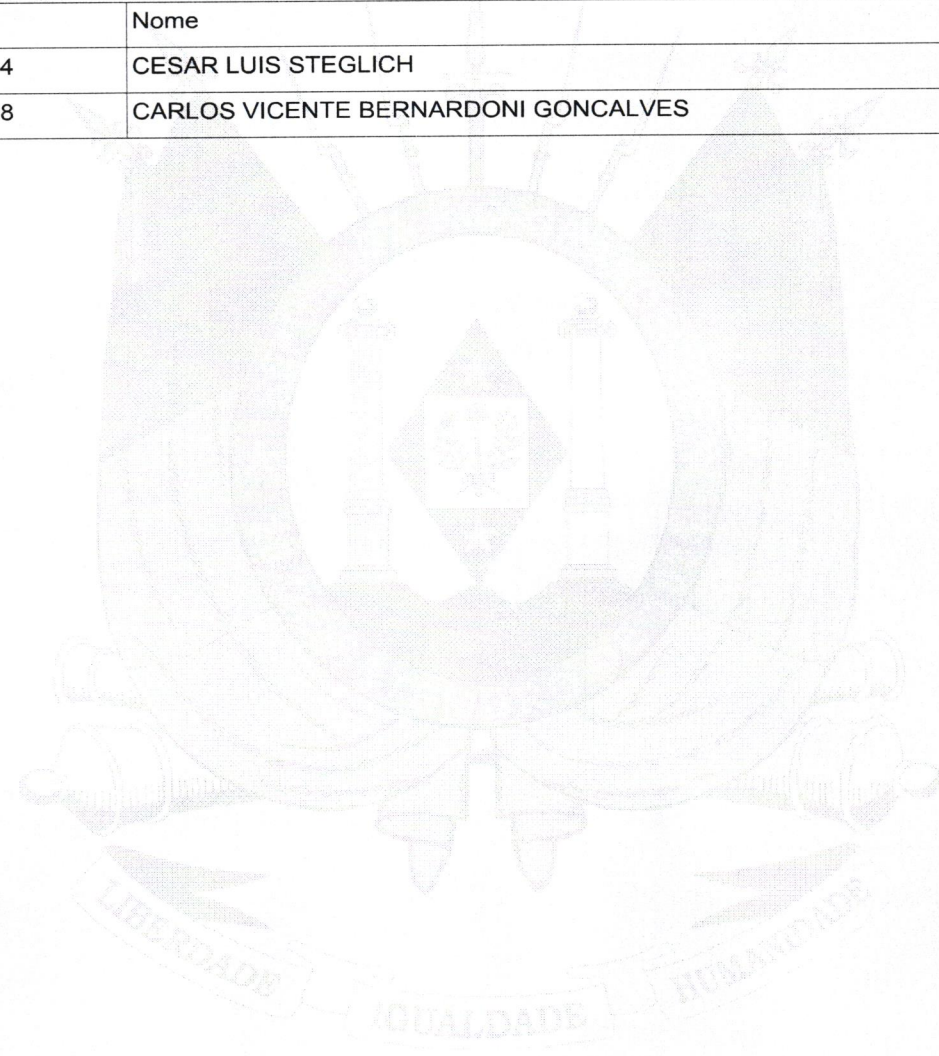 Nome
4 CESAR LUIS STEGLICH
8 CARLOS VICENTE BERNARDONI GONCALVES
LIBERDADE IGUALDADE HUMANIDADE